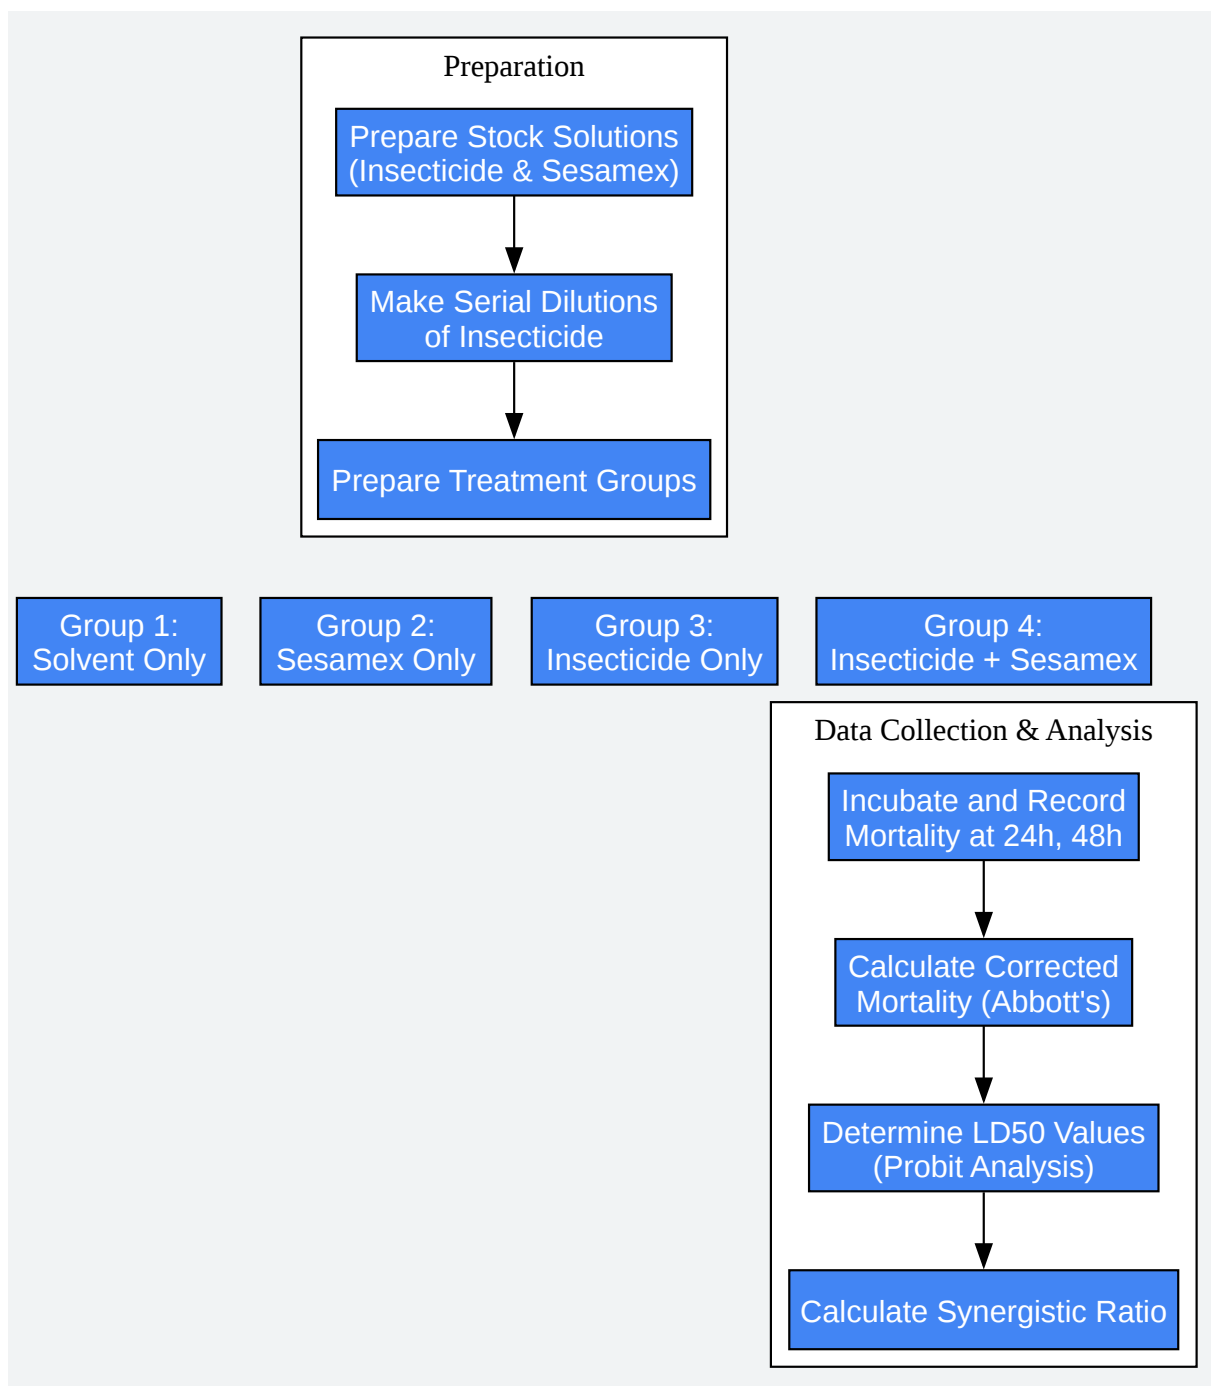 Preparation
Prepare Stock Solutions
(Insecticide & Sesamex)
Make Serial Dilutions
of Insecticide
Prepare Treatment Groups
Group 1:
Solvent Only
Group 2:
Sesamex Only
Group 3:
Insecticide Only
Group 4:
Insecticide + Sesamex
Data Collection & Analysis
Incubate and Record
Mortality at 24h, 48h
Calculate Corrected
Mortality (Abbott's)
Determine LD50 Values
(Probit Analysis)
Calculate Synergistic Ratio